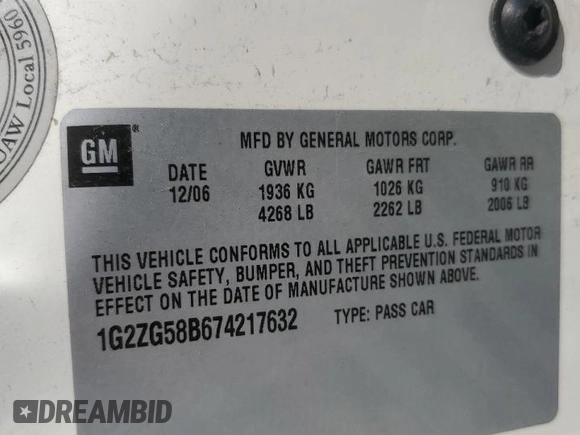 UAW Local 5960
GM ®
MFD BY GENERAL MOTORS CORP.
DATE GVWR GAWR FRT GAWR RR
12/06 1936 KG 1026 KG 910 KG
4268 LB 2262 LB 2006 LB
THIS VEHICLE CONFORMS TO ALL APPLICABLE U.S. FEDERAL MOTOR
VEHICLE SAFETY, BUMPER, AND THEFT PREVENTION STANDARDS IN
EFFECT ON THE DATE OF MANUFACTURE SHOWN ABOVE.
1G2ZG58B674217632 TYPE: PASS CAR
DREAMBID